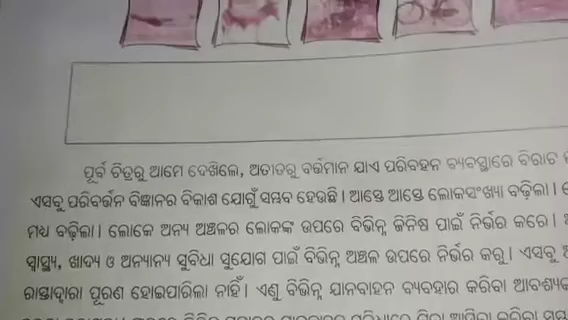 ପୂର୍ବ ଚିତ୍ରରୁ ଆମେ ଦେଖିଲେ, ଅତୀତରୁ ବର୍ତ୍ତମାନ ଯାଏ ପରିବହନ ବ୍ୟବସ୍ଥାରେ ବିରାଟ
ଏସବୁ ପରିବର୍ତ୍ତନ ବିଜ୍ଞାନର ବିକାଶ ଯୋଗୁଁ ସମ୍ଭବ ହେଉଛି । ଆସ୍ତେ ଆସ୍ତେ ଲୋକସଂଖ୍ୟା ବଢ଼ିଲା ।
ମଧ୍ୟ ବଢ଼ିଲା । ଲୋକେ ଅନ୍ୟ ଅଞ୍ଚଳର ଲୋକଙ୍କ ଉପରେ ବିଭିନ୍ନ ଜିନିଷ ପାଇଁ ନିର୍ଭର କରେ ।
ସ୍ୱାସ୍ଥ୍ୟ, ଖାଦ୍ୟ ଓ ଅନ୍ୟାନ୍ୟ ସୁବିଧା ସୁଯୋଗ ପାଇଁ ବିଭିନ୍ନ ଅଞ୍ଚଳ ଉପରେ ନିର୍ଭର କରୁ । ଏସବୁ
ରାସ୍ତାଦ୍ୱାରା ପୂରଣ ହୋଇପାରିଲା ନାହିଁ । ଏଣୁ ବିଭିନ୍ନ ଯାନବାହନ ବ୍ୟବହାର କରିବା